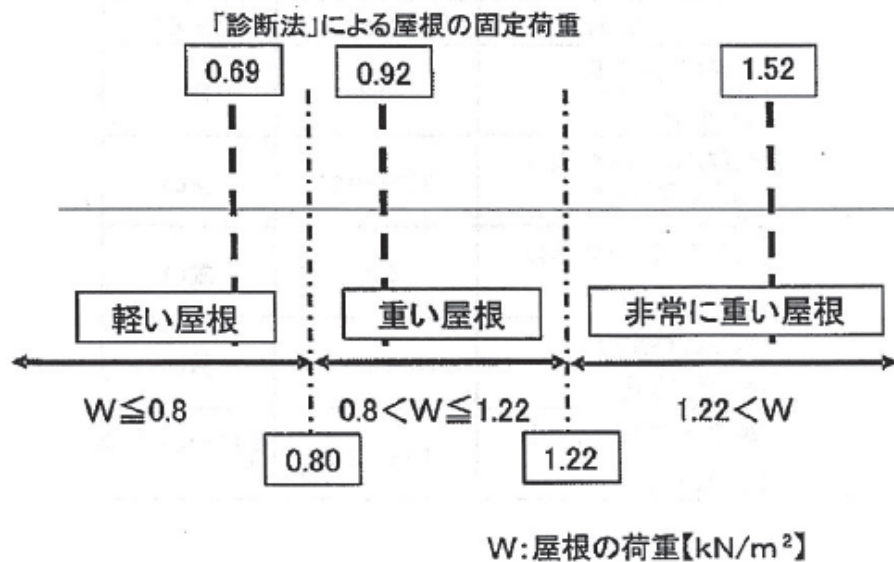 「診断法」による屋根の固定荷重
0.69 0.92 1.52
軽い屋根 重い屋根 非常に重い屋根
W≦0.8 0.8<W≦1.22 1.22<W
0.80 1.22
W:屋根の荷重【kN/m²】